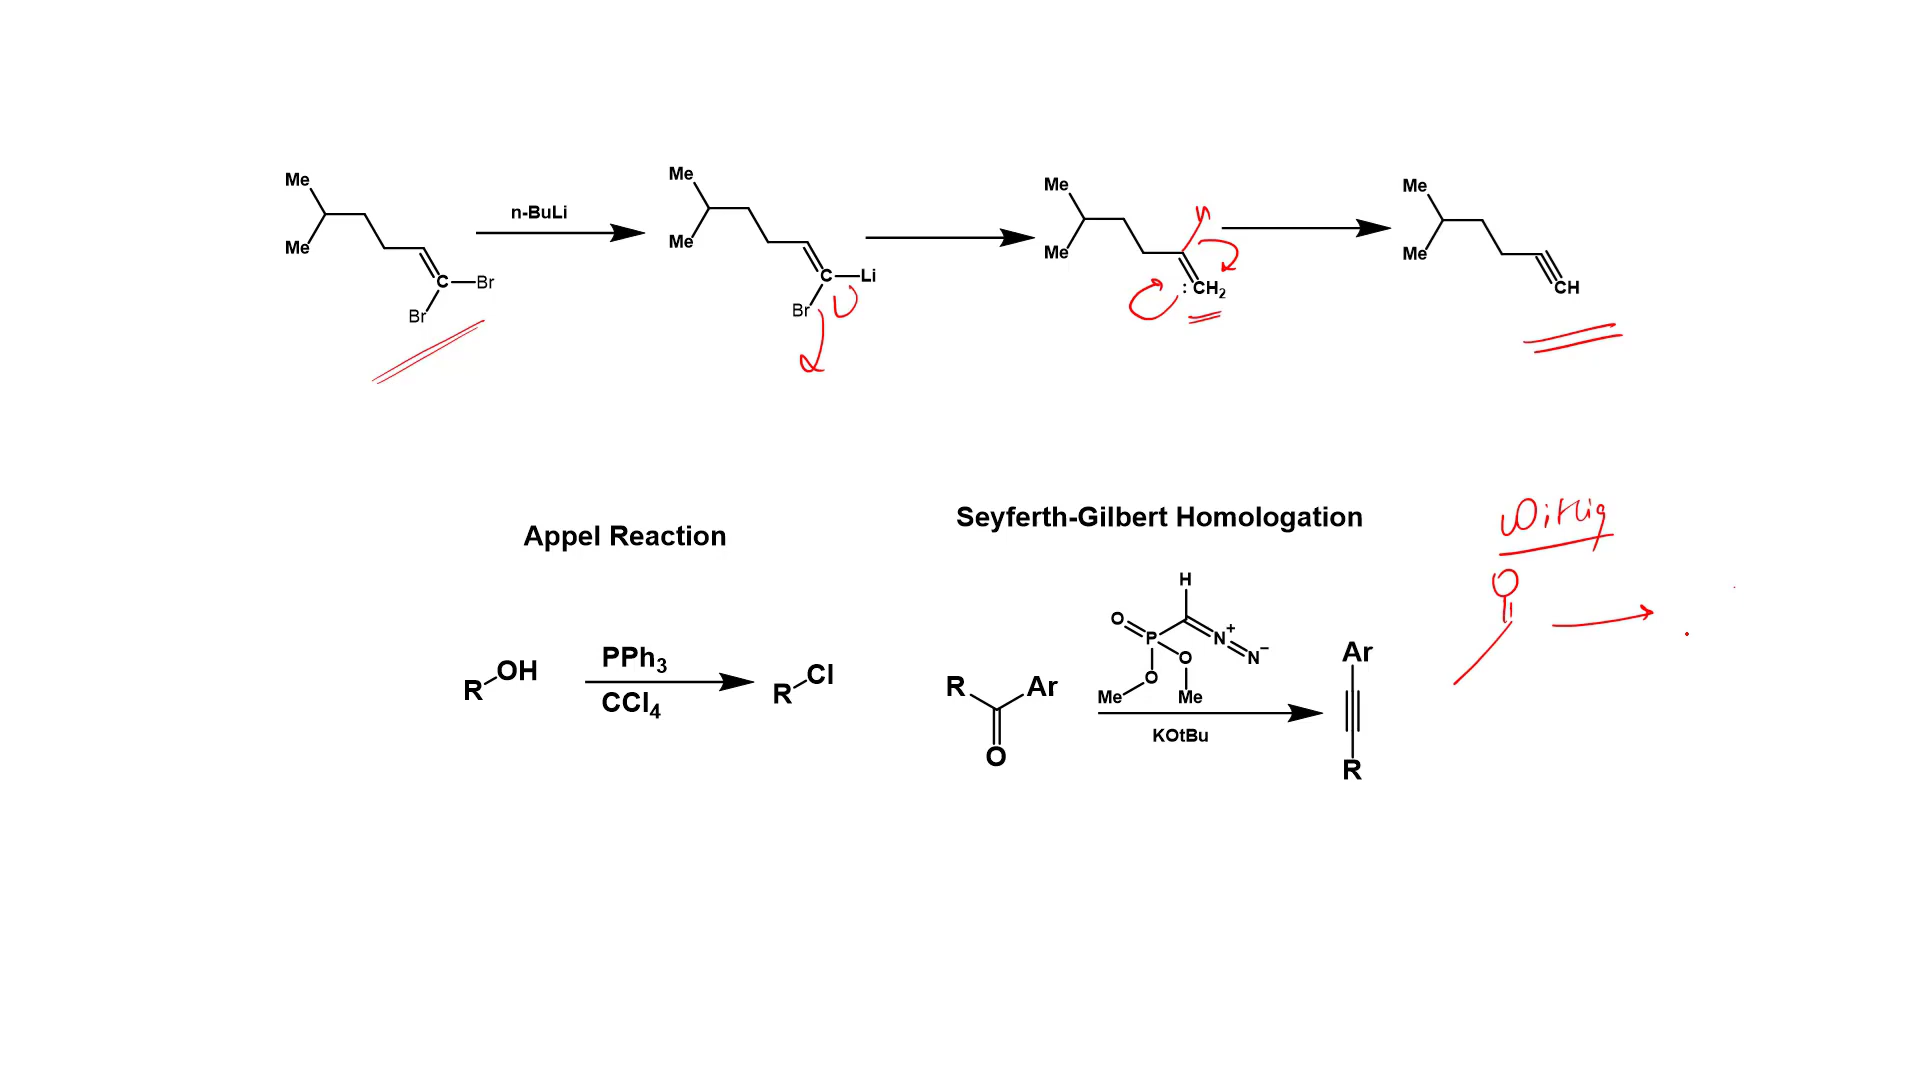 Me
Me
C
Br
Br
n-BuLi
Me
Me
C
Li
Br
Me
Me
:CH2
Me
Me
CH
Appel Reaction
R
OH
PPh3
CCl4
R
Cl
Seyferth-Gilbert Homologation
R
Ar
O
H
O
P
N+
N−
O
O
Me
Me
KOtBu
Ar
R
Wittig
O